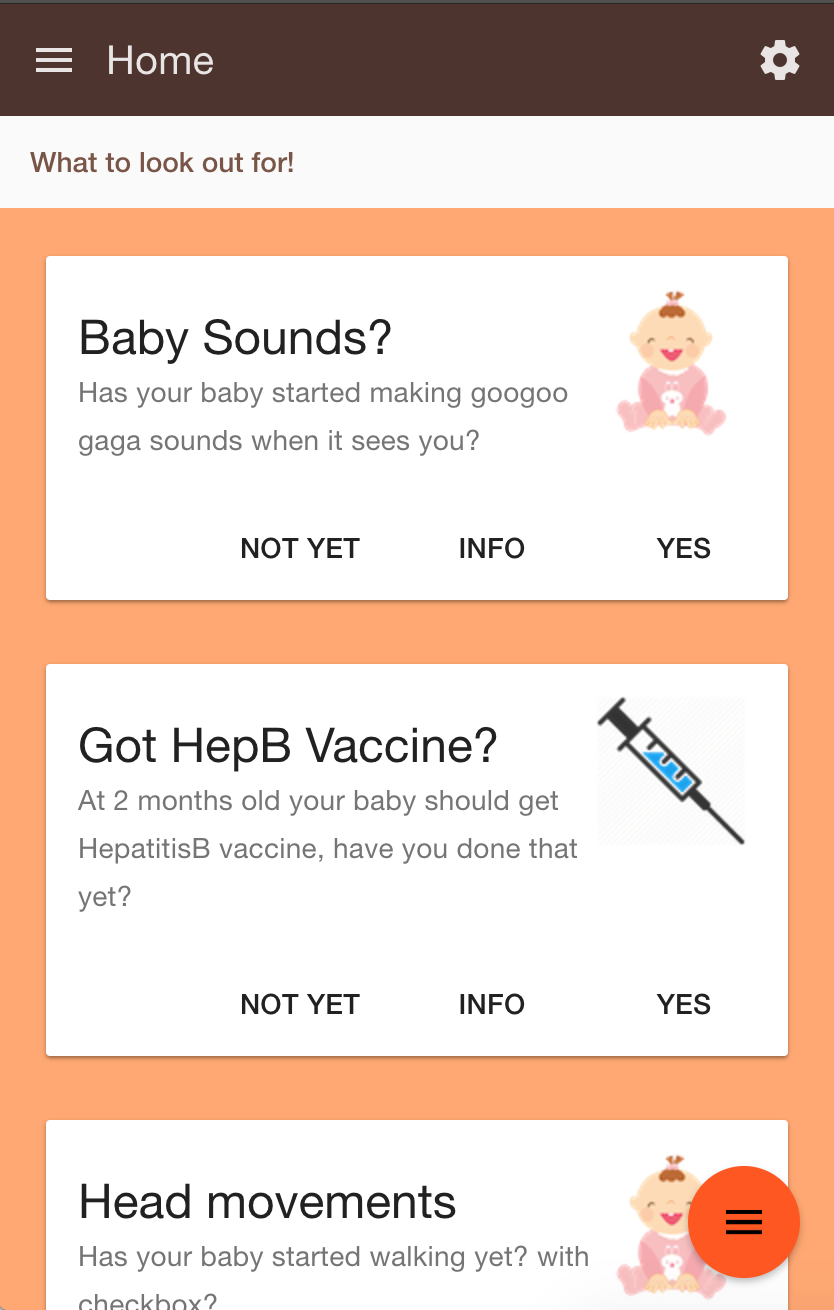 Home
What to look out for!
Baby Sounds?
Has your baby started making googoo
gaga sounds when it sees you?
NOT YET INFO YES
Got HepB Vaccine?
At 2 months old your baby should get
HepatitisB vaccine, have you done that
yet?
NOT YET INFO YES
Head movements
Has your baby started walking yet? with
checkbox?